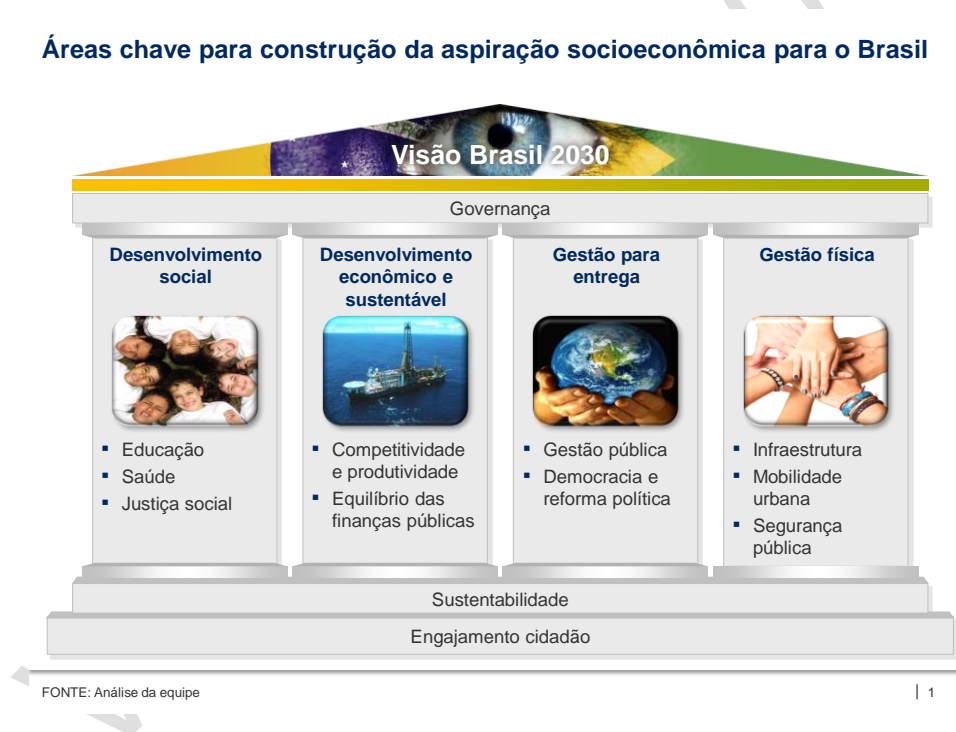 Áreas chave para construção da aspiração socioeconômica para o Brasil
Visão Brasil 2030
Governança
Desenvolvimento
social
▪ Educação
▪ Saúde
▪ Justiça social
Desenvolvimento
econômico e
sustentável
▪ Competitividade
e produtividade
▪ Equilíbrio das
finanças públicas
Gestão para
entrega
▪ Gestão pública
▪ Democracia e
reforma política
Gestão física
▪ Infraestrutura
▪ Mobilidade
urbana
▪ Segurança
pública
Sustentabilidade
Engajamento cidadão
FONTE: Análise da equipe
| 1